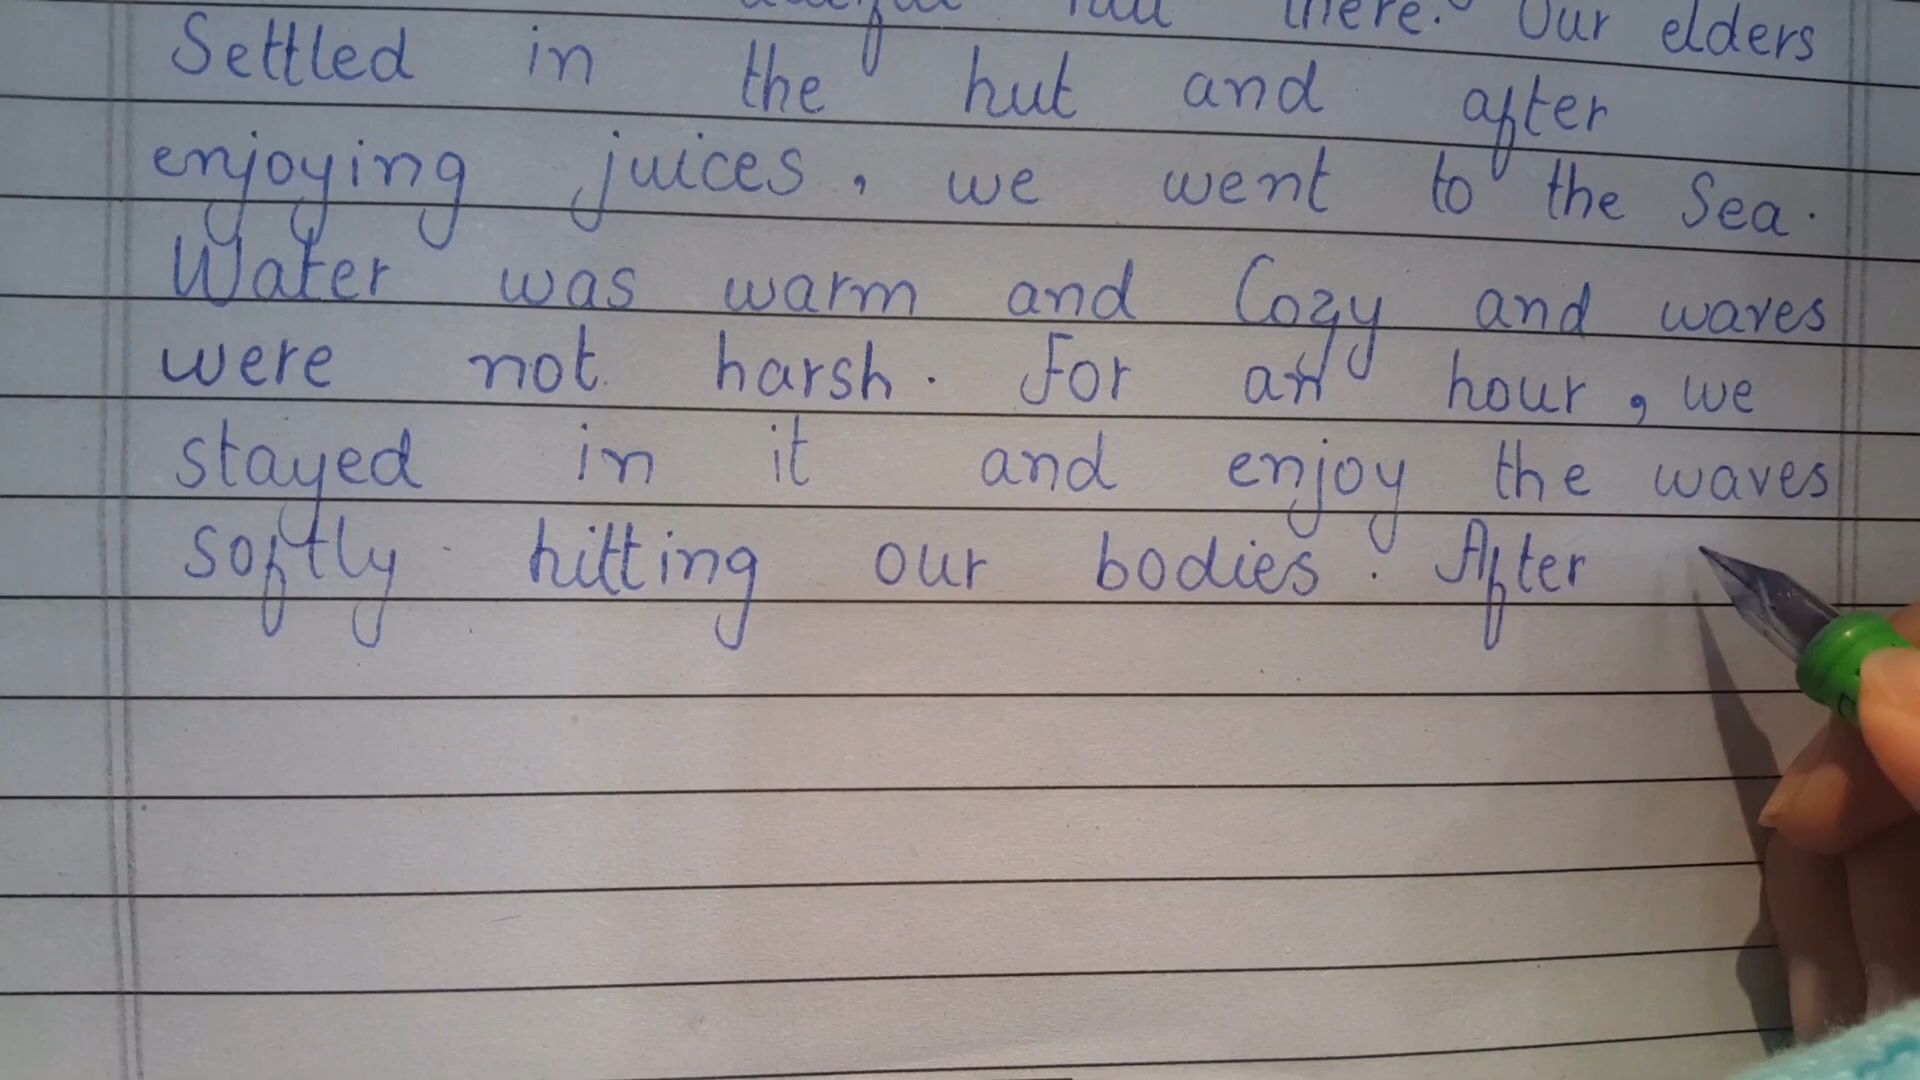 there. Our elders
Settled in the hut and after
enjoying juices, we went to the Sea.
Water was warm and Cozy and waves
were not harsh. For an hour, we
stayed in it and enjoy the waves
softly hitting our bodies. After